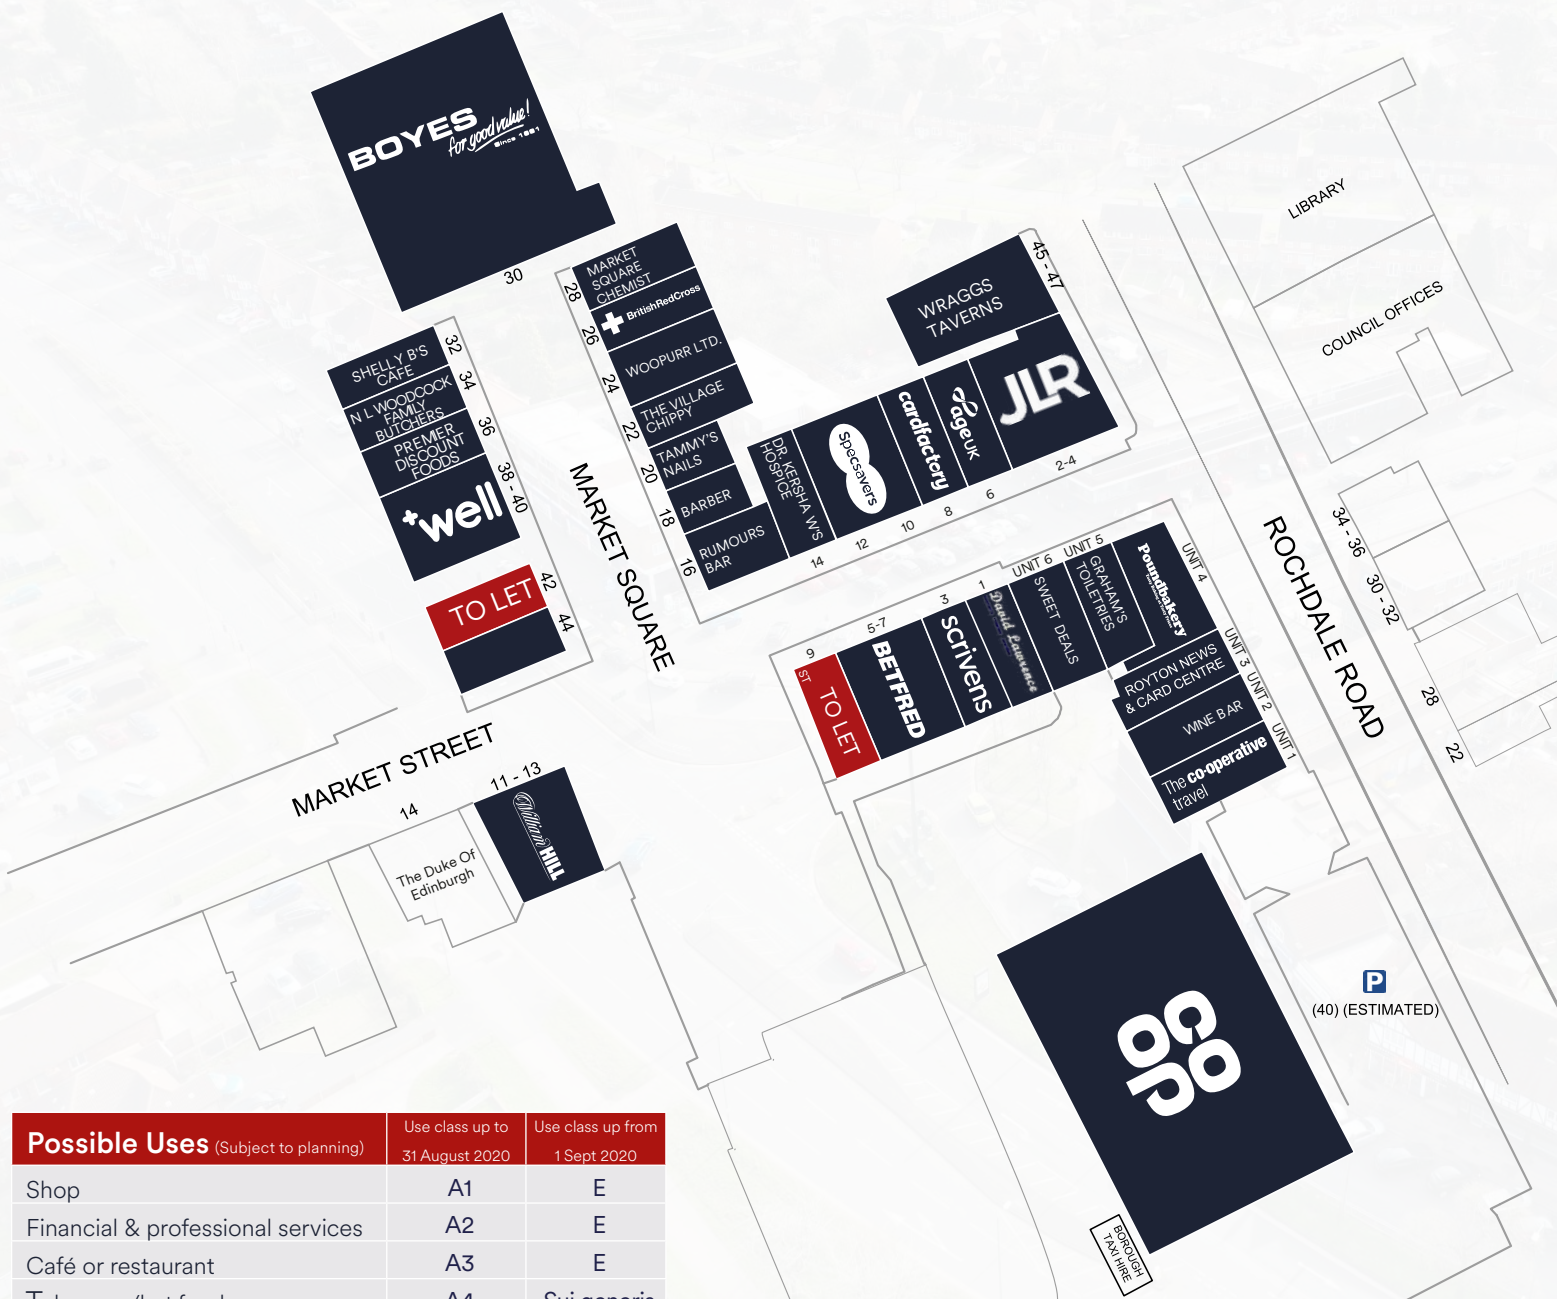 BOYES
for good value!
Since 1881
30
MARKET
SQUARE
CHEMIST
28
BritishRedCross
26
WOOPURR LTD.
24
THE VILLAGE
CHIPPY
22
TAMMY'S
NAILS
20
BARBER
18
RUMOURS
BAR
16
SHELLY B'S
CAFE
32
N L WOODCOCK
FAMILY
BUTCHERS
34
PREMIER
DISCOUNT
FOODS
36
+well
38 - 40
TO LET
42
44
MARKET SQUARE
DR. KERSHAW'S
HOSPICE
14
Specsavers
12
cardfactory
10
8
ageUK
6
JLR
2-4
WRAGGS
TAVERNS
45 - 47
LIBRARY
COUNCIL OFFICES
ROCHDALE ROAD
34 - 36
30 - 32
28
22
9
ST
TO LET
5-7
BETFRED
3
scrivens
1
David Lawrence
UNIT 6
SWEET DEALS
UNIT 5
GRAHAM'S
TOILETRIES
Poundbakery
UNIT 4
ROYTON NEWS
& CARD CENTRE
UNIT 3
WINE BAR
UNIT 2
The co-operative
travel
UNIT 1
MARKET STREET
11 - 13
William HILL
14
The Duke Of
Edinburgh
COOP
P
(40) (ESTIMATED)
BOROUGH
TAXI HIRE
Possible Uses (Subject to planning)
Use class up to
31 August 2020
Use class up from
1 Sept 2020
Shop A1 E
Financial & professional services A2 E
Café or restaurant A3 E
A4 Sui generis